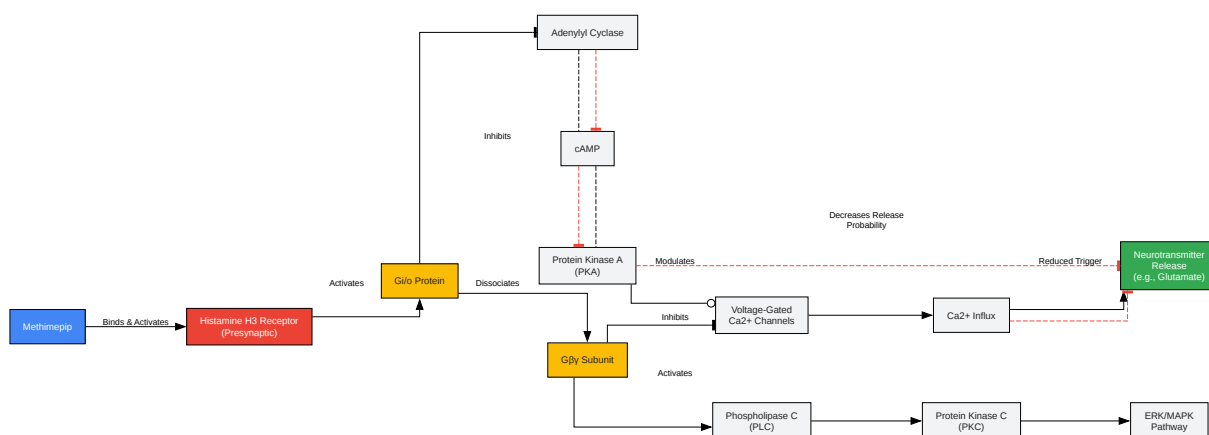 Adenylyl Cyclase
Inhibits
cAMP
Decreases Release
Probability
Protein Kinase A
(PKA)
Modulates
Reduced Trigger
Neurotransmitter
Release
(e.g., Glutamate)
Gi/o Protein
Activates
Dissociates
Methimepip
Binds & Activates
Histamine H3 Receptor
(Presynaptic)
Inhibits
Voltage-Gated
Ca2+ Channels
Ca2+ Influx
Gβγ Subunit
Activates
Phospholipase C
(PLC)
Protein Kinase C
(PKC)
ERK/MAPK
Pathway